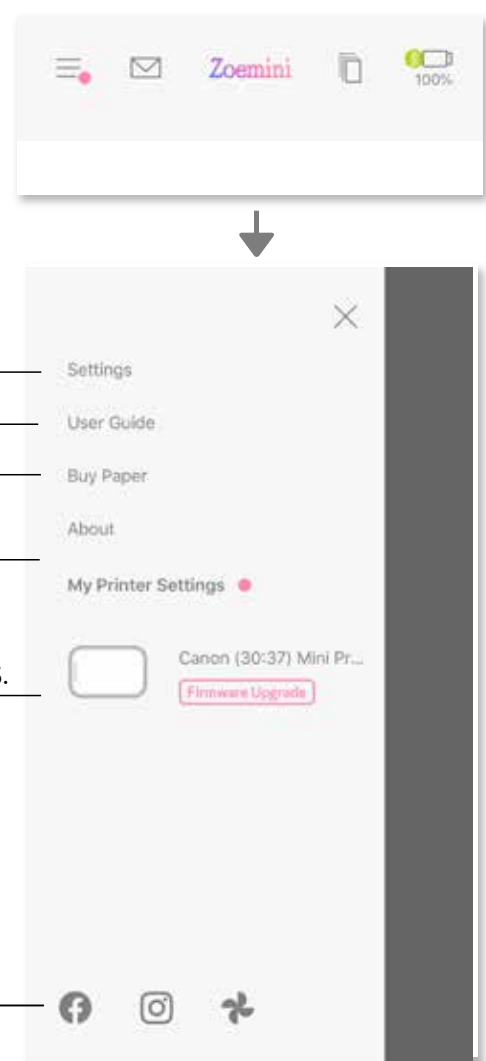 Zoemini
100%
Settings
User Guide
Buy Paper
About
My Printer Settings
s.
Canon (30:37) Mini Pr...
Firmware Upgrade